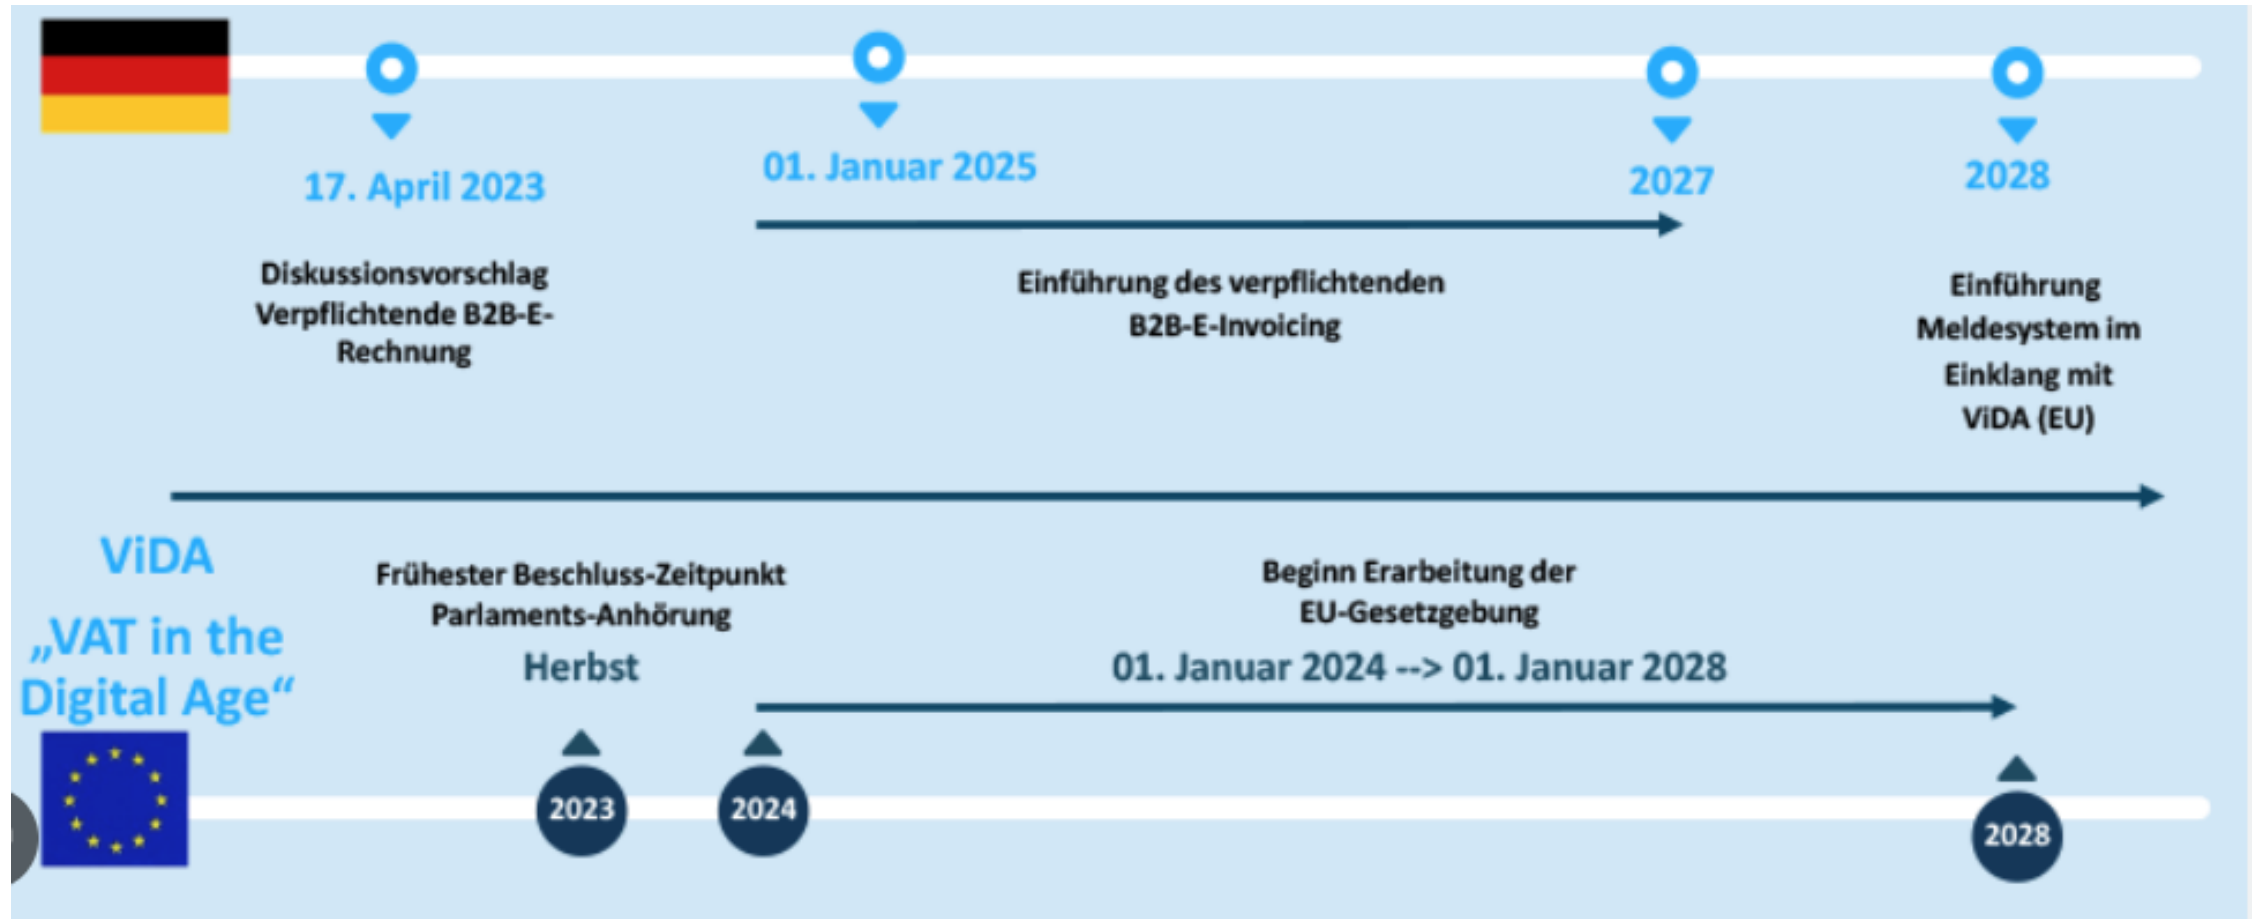 17. April 2023
01. Januar 2025
2027
2028
Diskussionsvorschlag
Verpflichtende B2B-E-
Rechnung
Einführung des verpflichtenden
B2B-E-Invoicing
Einführung
Meldesystem im
Einklang mit
ViDA (EU)
ViDA
„VAT in the
Digital Age“
Frühester Beschluss-Zeitpunkt
Parlaments-Anhörung
Herbst
Beginn Erarbeitung der
EU-Gesetzgebung
01. Januar 2024 --> 01. Januar 2028
2023
2024
2028